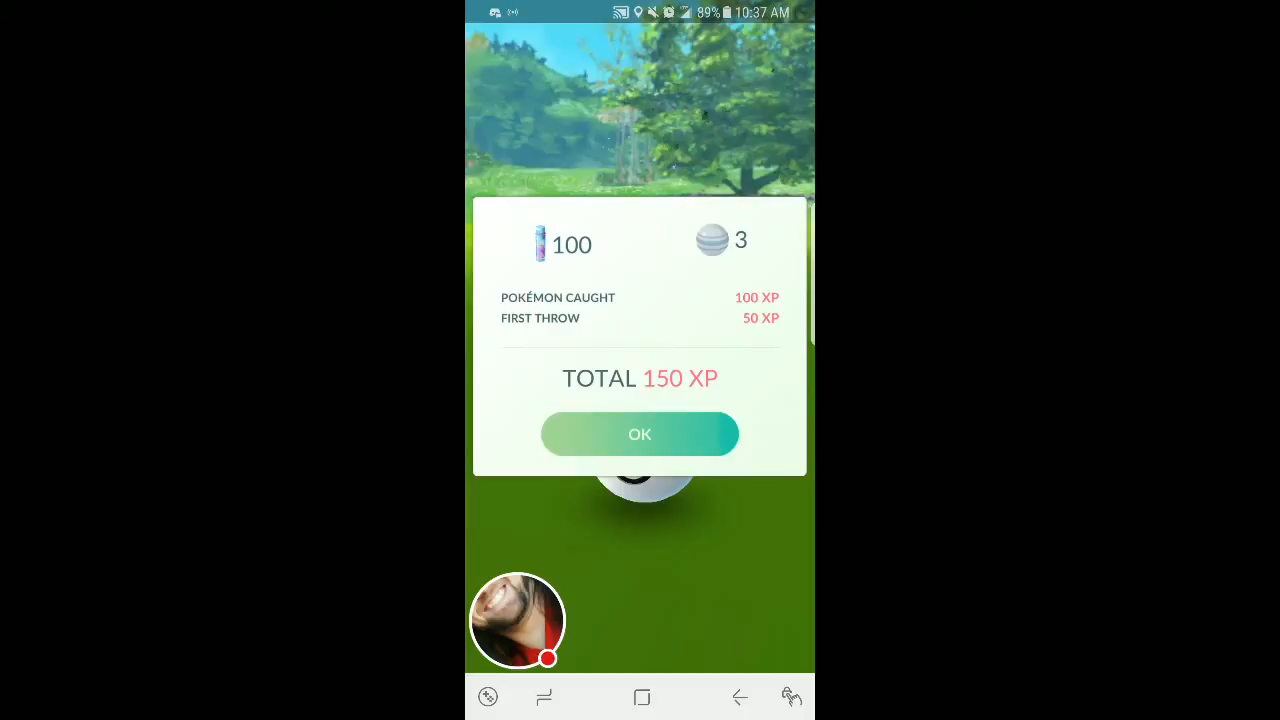 89% 10:37 AM
100 3
POKÉMON CAUGHT 100 XP
FIRST THROW 50 XP
TOTAL 150 XP
OK